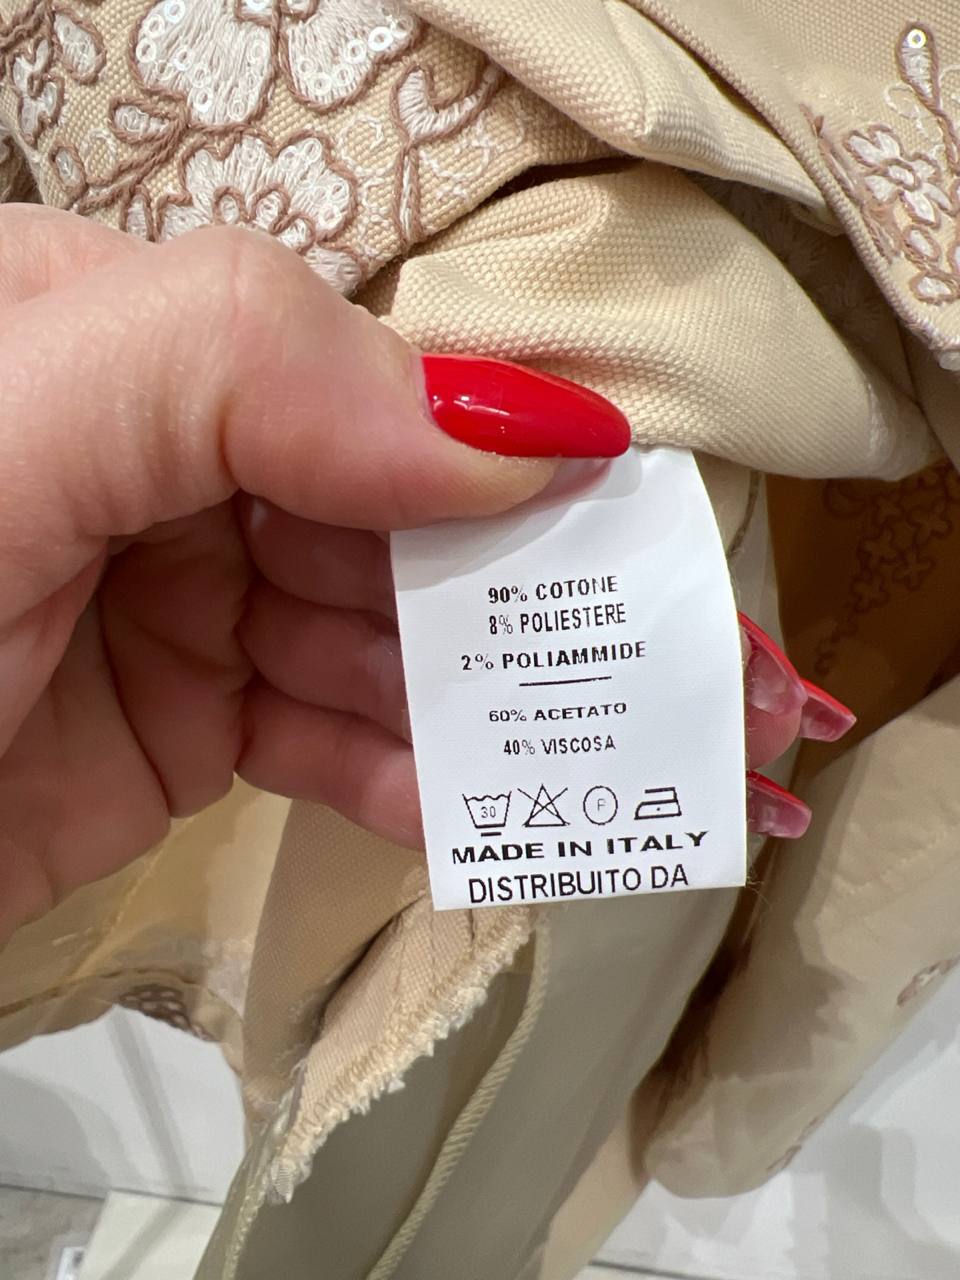 90% COTONE
8% POLIESTERE
2% POLIAMMIDE
60% ACETATO
40% VISCOSA
30 P
MADE IN ITALY
DISTRIBUITO DA